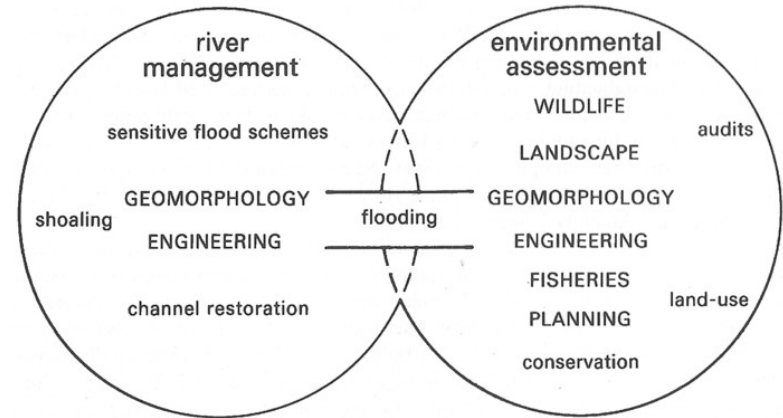 river
management
sensitive flood schemes
GEOMORPHOLOGY
shoaling
ENGINEERING
channel restoration
flooding
environmental
assessment
WILDLIFE
audits
LANDSCAPE
GEOMORPHOLOGY
ENGINEERING
FISHERIES
land-use
PLANNING
conservation